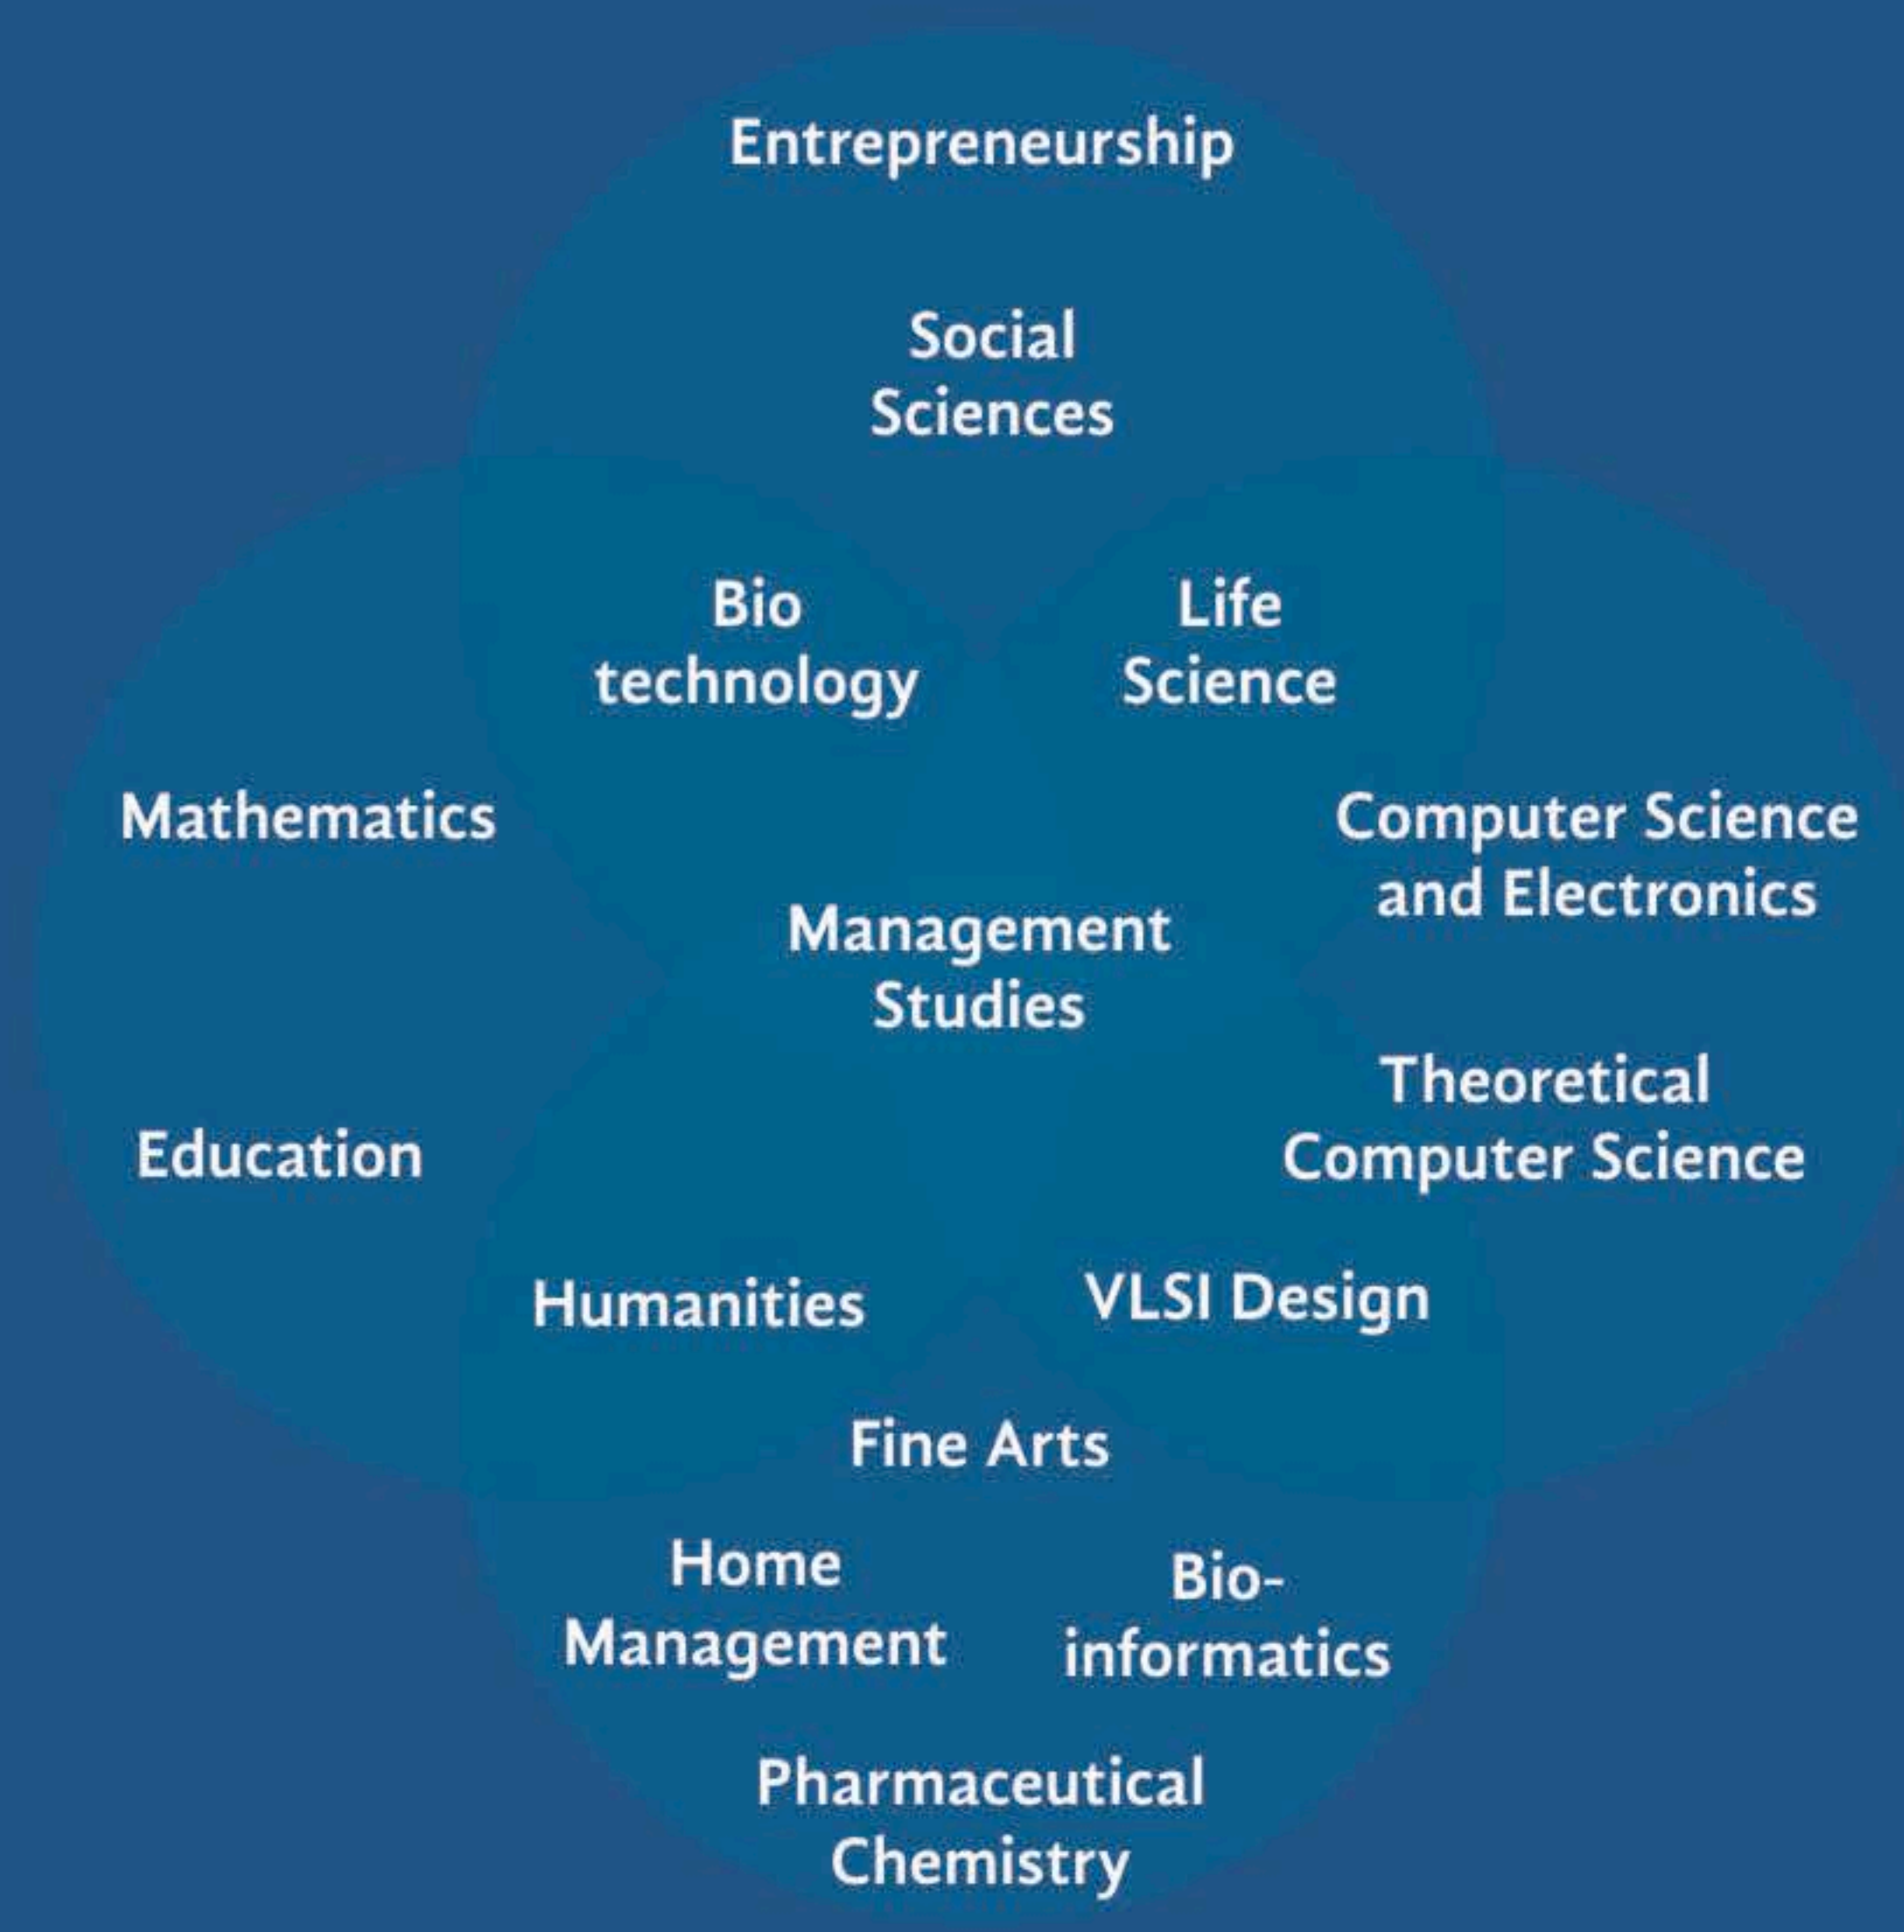 Entrepreneurship
Social
Sciences
Bio
technology
Life
Science
Mathematics
Computer Science
and Electronics
Management
Studies
Theoretical
Computer Science
Education
Humanities
VLSI Design
Fine Arts
Home
Management
Bio-
informatics
Pharmaceutical
Chemistry